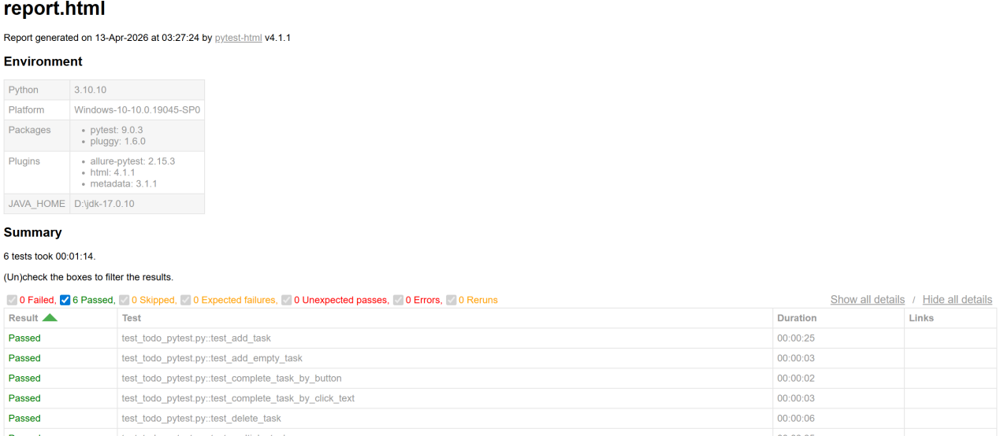 report.html
Report generated on 13-Apr-2026 at 03:27:24 by pytest-html v4.1.1
Environment
Python 3.10.10
Platform Windows-10-10.0.19045-SP0
Packages • pytest: 9.0.3
• pluggy: 1.6.0
Plugins • allure-pytest: 2.15.3
• html: 4.1.1
• metadata: 3.1.1
JAVA_HOME D:\jdk-17.0.10
Summary
6 tests took 00:01:14.
(Un)check the boxes to filter the results.
0 Failed, 6 Passed, 0 Skipped, 0 Expected failures, 0 Unexpected passes, 0 Errors, 0 Reruns Show all details / Hide all details
Result Test Duration Links
Passed test_todo_pytest.py::test_add_task 00:00:25
Passed test_todo_pytest.py::test_add_empty_task 00:00:03
Passed test_todo_pytest.py::test_complete_task_by_button 00:00:02
Passed test_todo_pytest.py::test_complete_task_by_click_text 00:00:03
Passed test_todo_pytest.py::test_delete_task 00:00:06